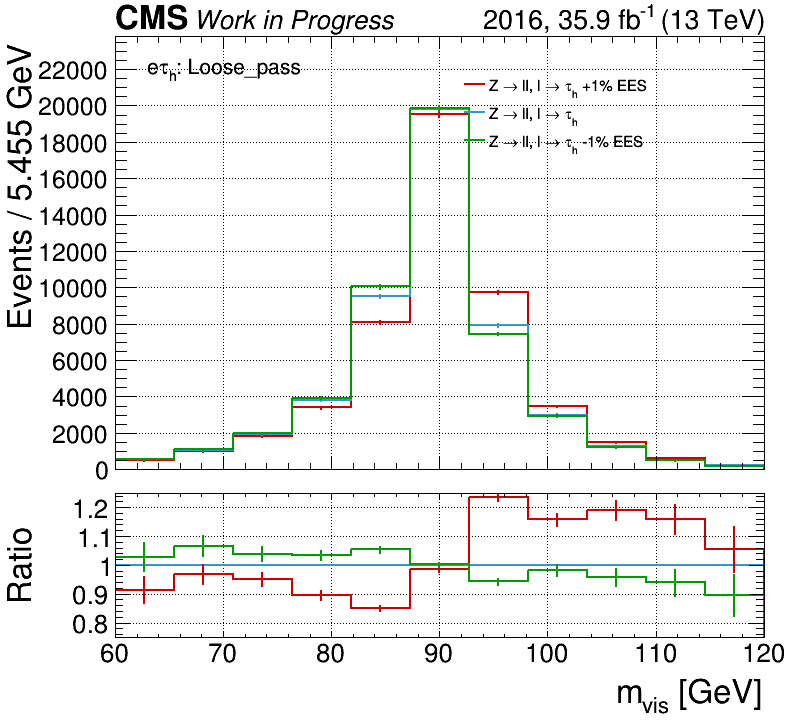 CMS Work in Progress 2016, 35.9 fb⁻¹ (13 TeV)
eτₕ: Loose_pass
Z → ll, l → τₕ +1% EES
Z → ll, l → τₕ
Z → ll, l → τₕ -1% EES
Events / 5.455 GeV
22000
20000
18000
16000
14000
12000
10000
8000
6000
4000
2000
0
Ratio
1.2
1.1
1
0.9
0.8
60 70 80 90 100 110 120
m_vis [GeV]